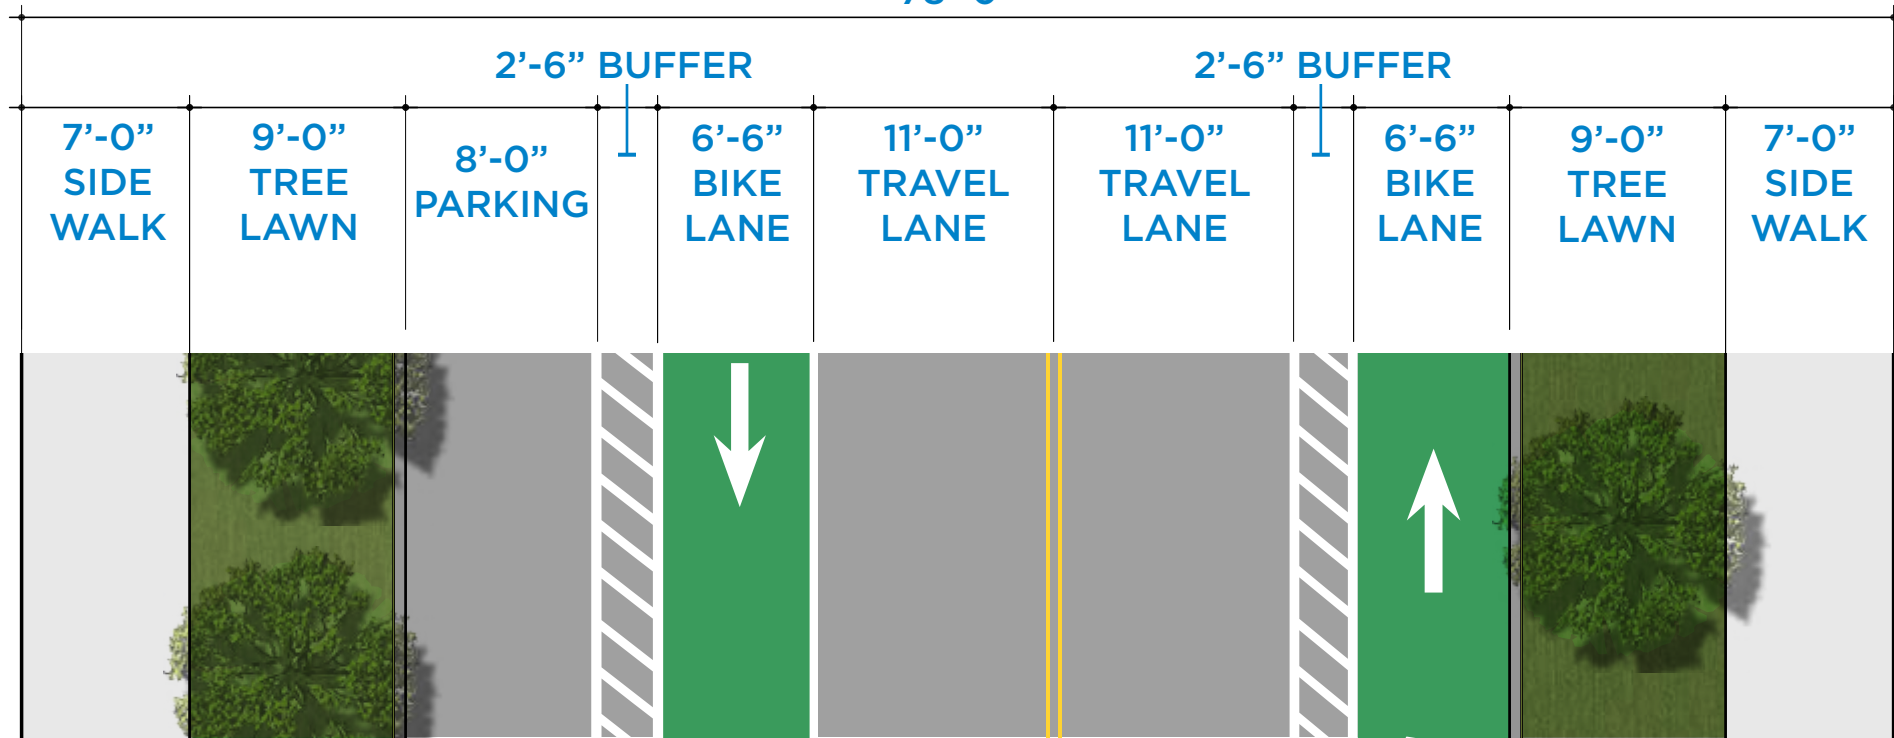 2’-6” BUFFER
2’-6” BUFFER
7’-0”
SIDE
WALK
9’-0”
TREE
LAWN
8’-0”
PARKING
6’-6”
BIKE
LANE
11’-0”
TRAVEL
LANE
11’-0”
TRAVEL
LANE
6’-6”
BIKE
LANE
9’-0”
TREE
LAWN
7’-0”
SIDE
WALK